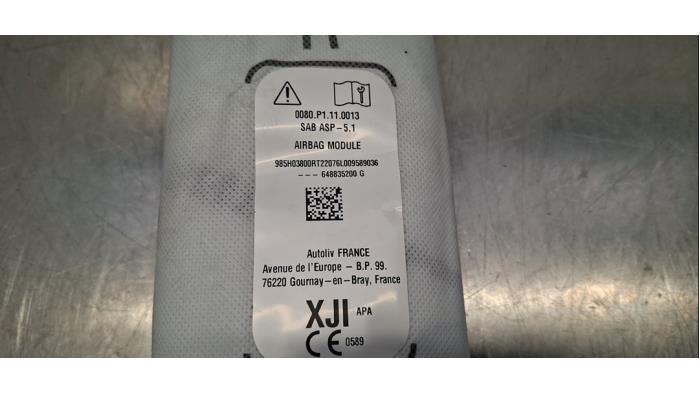 0080.P1.11.0013
SAB ASP-5.1
AIRBAG MODULE
985H03800RT22076L009589036
--- 648835200 G
Autoliv FRANCE
Avenue de l'Europe - B.P. 99.
76220 Gournay-en-Bray, France
XJI APA
CE 0589